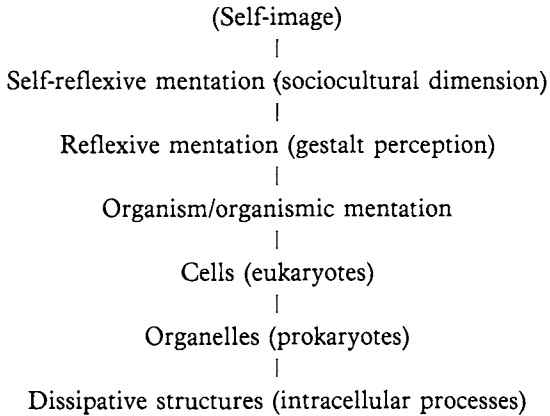 (Self-image)
Self-reflexive mentation (sociocultural dimension)
Reflexive mentation (gestalt perception)
Organism/organismic mentation
Cells (eukaryotes)
Organelles (prokaryotes)
Dissipative structures (intracellular processes)